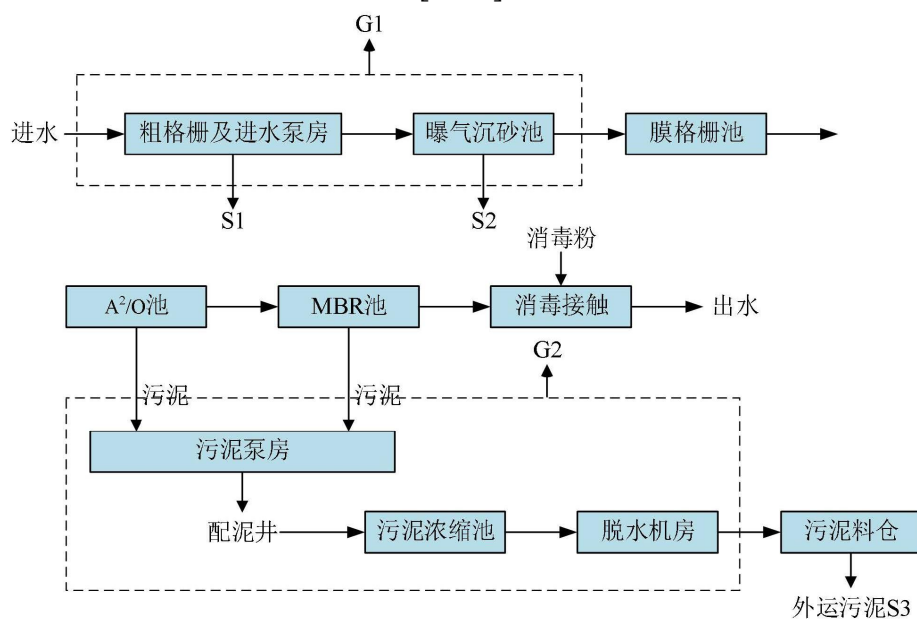 G1
进水
粗格栅及进水泵房
曝气沉砂池
膜格栅池
S1
S2
消毒粉
A²/O池
MBR池
消毒接触
出水
G2
污泥
污泥
污泥泵房
配泥井
污泥浓缩池
脱水机房
污泥料仓
外运污泥S3